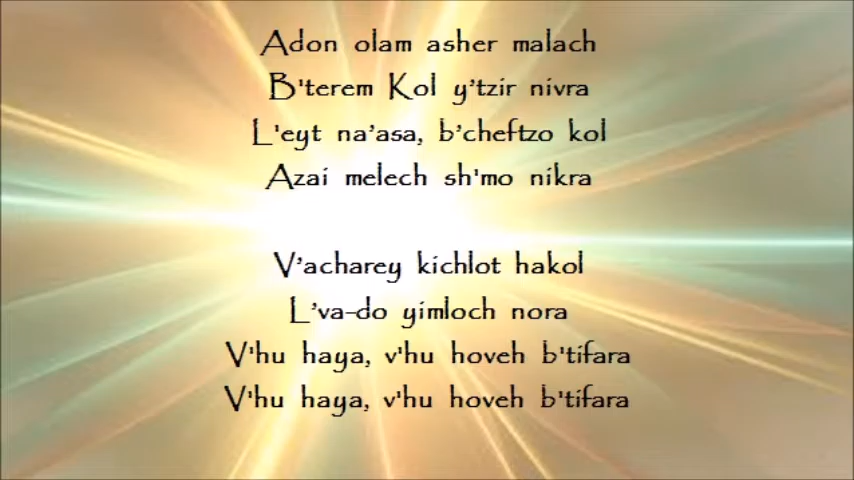 Adon olam asher malach
B'terem Kol y'tzir nivra
L'eyt na'asa, b'cheftzo kol
Azai melech sh'mo nikra
V'acharey kichlot hakol
L'va-do yimloch nora
V'hu haya, v'hu hoveh b'tifara
V'hu haya, v'hu hoveh b'tifara